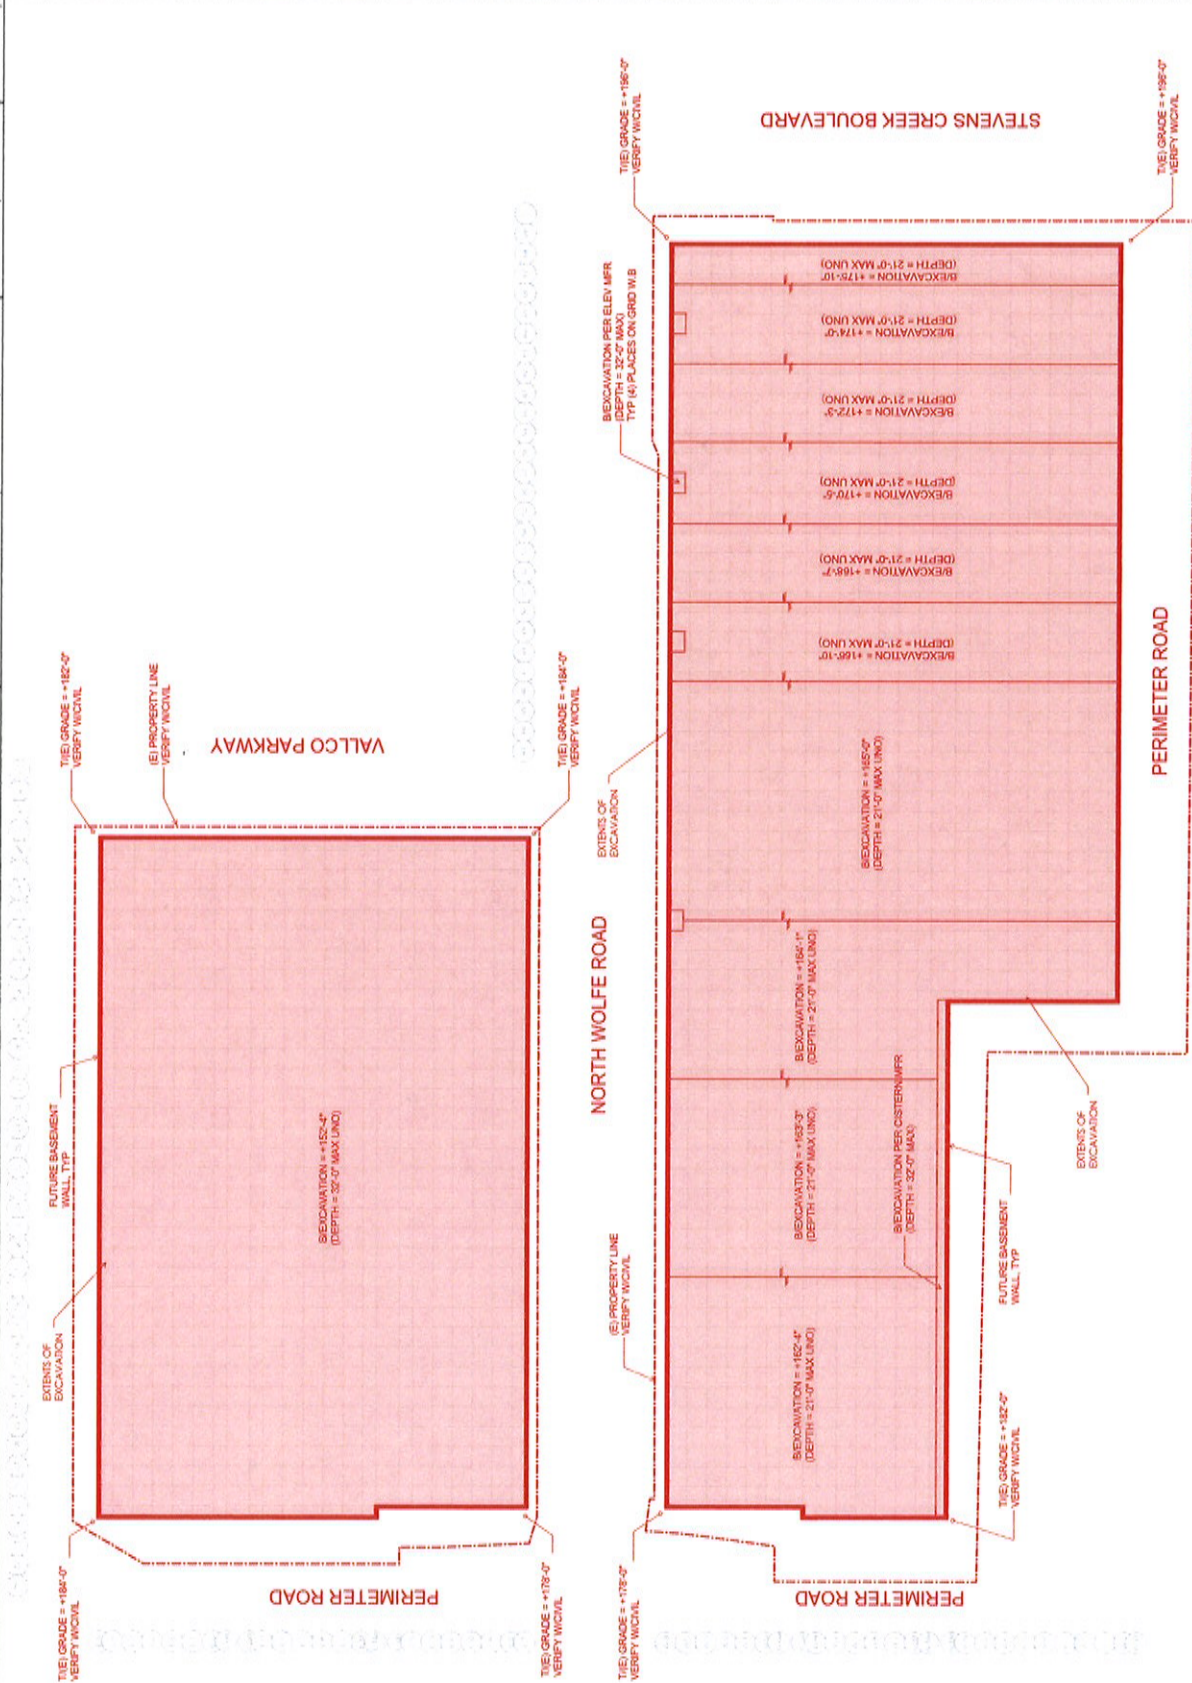 T/(E) GRADE = +184'-0"
VERIFY W/CIVIL
EXTENTS OF
EXCAVATION
FUTURE BASEMENT
WALL, TYP
T/(E) GRADE = +182'-0"
VERIFY W/CIVIL
(E) PROPERTY LINE
VERIFY W/CIVIL
PERIMETER ROAD
B/EXCAVATION = +152'-4"
(DEPTH = 32'-0" MAX UNO)
VALLCO PARKWAY
T/(E) GRADE = +178'-0"
VERIFY W/CIVIL
T/(E) GRADE = +184'-0"
VERIFY W/CIVIL
NORTH WOLFE ROAD
T/(E) GRADE = +178'-0"
VERIFY W/CIVIL
(E) PROPERTY LINE
VERIFY W/CIVIL
EXTENTS OF
EXCAVATION
B/EXCAVATION PER ELEV MFR
(DEPTH = 32'-0" MAX)
TYP (4) PLACES ON GRID W.B
T/(E) GRADE = +196'-0"
VERIFY W/CIVIL
PERIMETER ROAD
B/EXCAVATION = +162'-4"
(DEPTH = 21'-0" MAX UNO)
B/EXCAVATION = +163'-3"
(DEPTH = 21'-0" MAX UNO)
B/EXCAVATION = +164'-1"
(DEPTH = 21'-0" MAX UNO)
B/EXCAVATION = +165'-0"
(DEPTH = 21'-0" MAX UNO)
B/EXCAVATION = +166'-10"
(DEPTH = 21'-0" MAX UNO)
B/EXCAVATION = +168'-7"
(DEPTH = 21'-0" MAX UNO)
B/EXCAVATION = +170'-5"
(DEPTH = 21'-0" MAX UNO)
B/EXCAVATION = +172'-3"
(DEPTH = 21'-0" MAX UNO)
B/EXCAVATION = +174'-0"
(DEPTH = 21'-0" MAX UNO)
B/EXCAVATION = +175'-10"
(DEPTH = 21'-0" MAX UNO)
STEVENS CREEK BOULEVARD
B/EXCAVATION PER CISTERN MFR
(DEPTH = 32'-0" MAX)
T/(E) GRADE = +182'-0"
VERIFY W/CIVIL
FUTURE BASEMENT
WALL, TYP
EXTENTS OF
EXCAVATION
PERIMETER ROAD
T/(E) GRADE = +196'-0"
VERIFY W/CIVIL